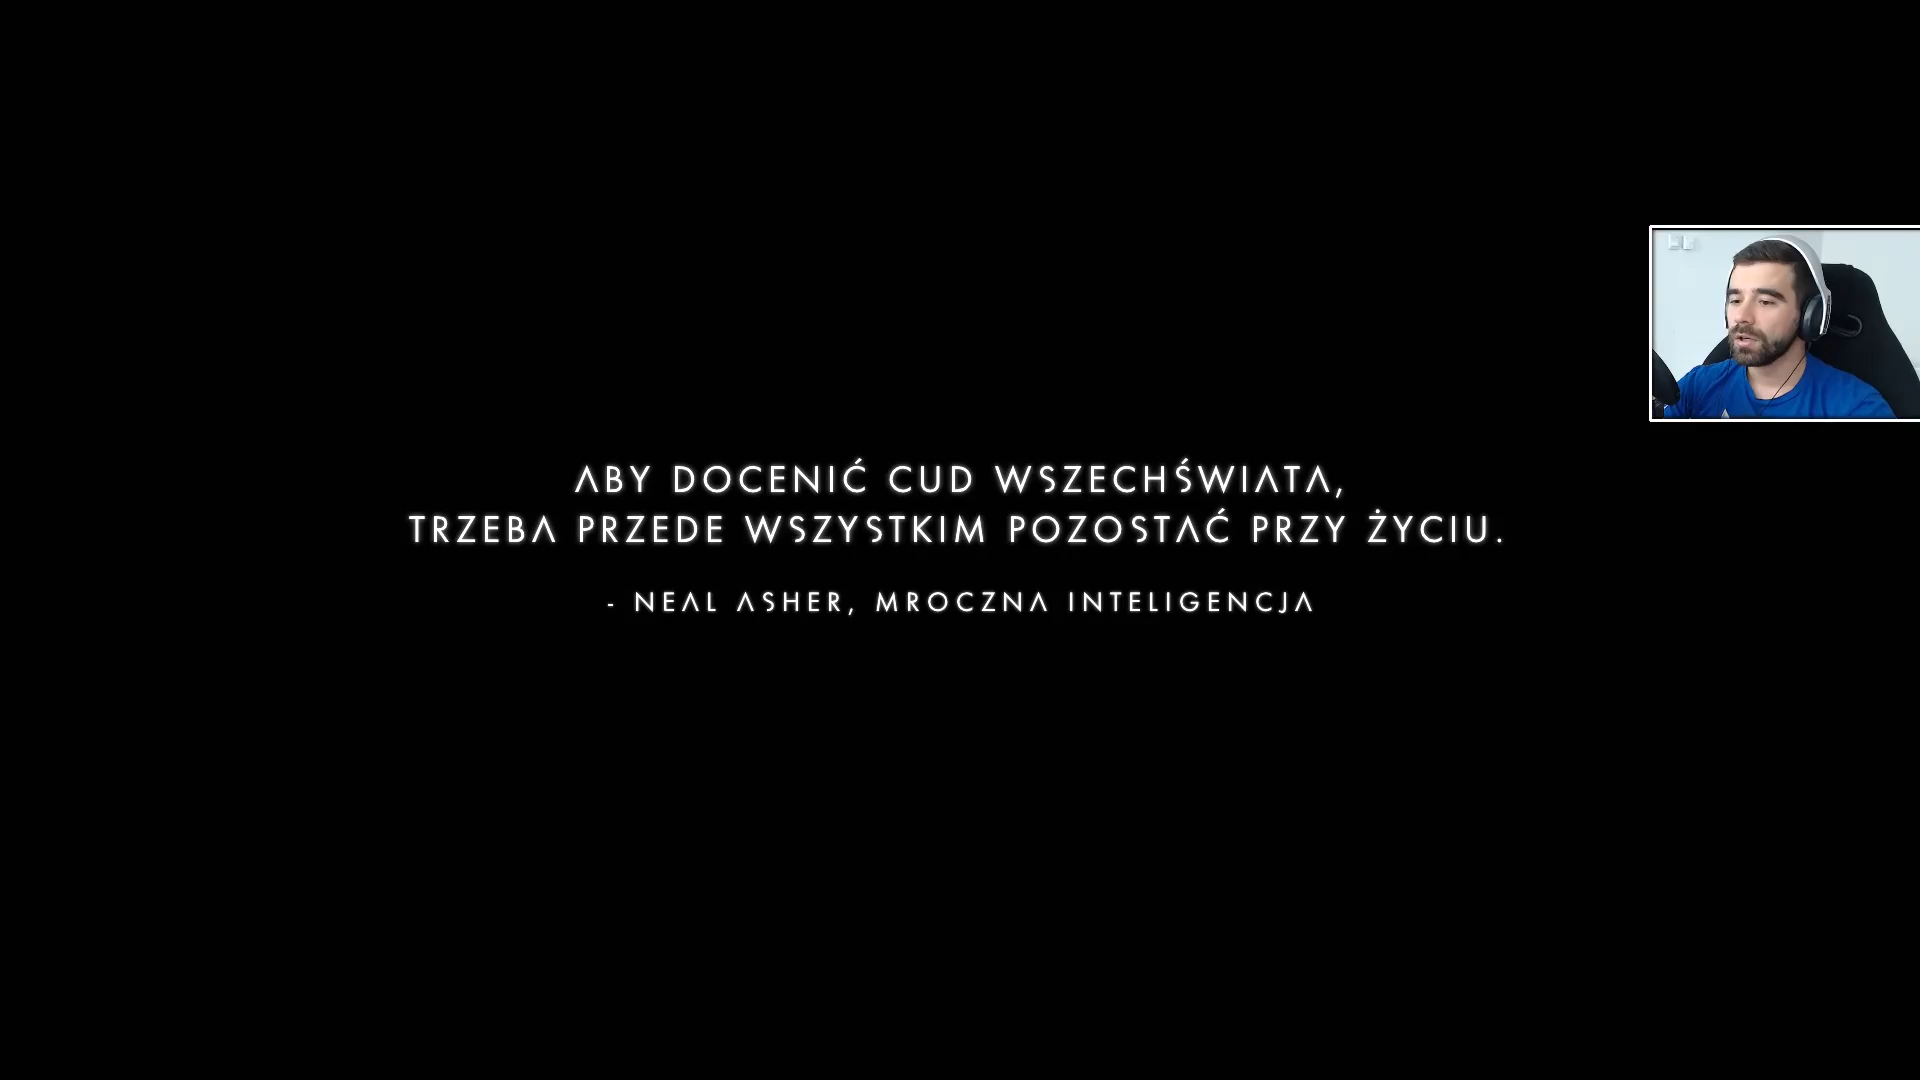 ABY DOCENIĆ CUD WSZECHŚWIATA,
TRZEBA PRZEDE WSZYSTKIM POZOSTAĆ PRZY ŻYCIU.
- NEAL ASHER, MROCZNA INTELIGENCJA